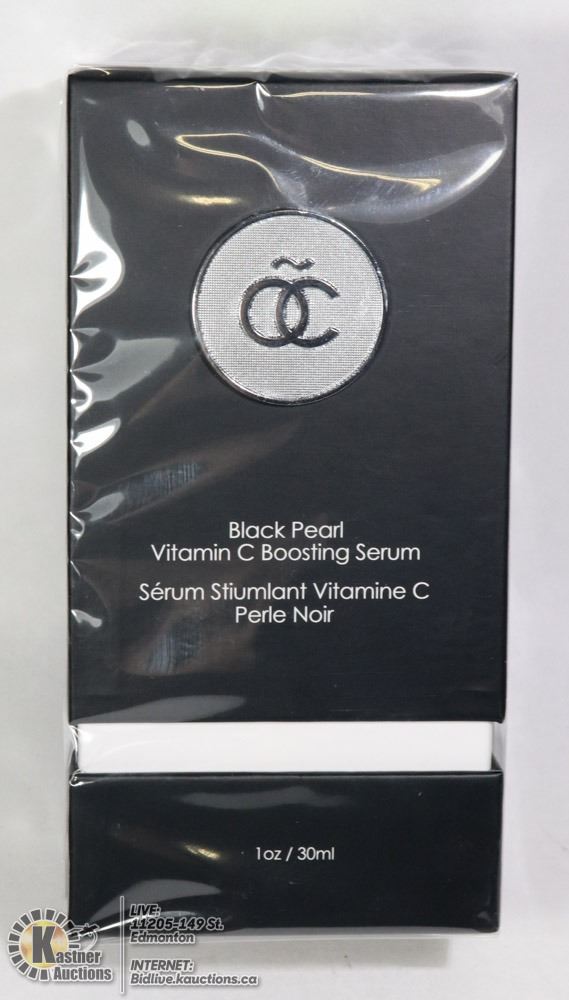 õc
Black Pearl
Vitamin C Boosting Serum
Sérum Stiumlant Vitamine C
Perle Noir
1oz / 30ml
Kastner
Auctions
LIVE:
11205-149 St.
Edmonton
INTERNET:
Bidlive.kauctions.ca